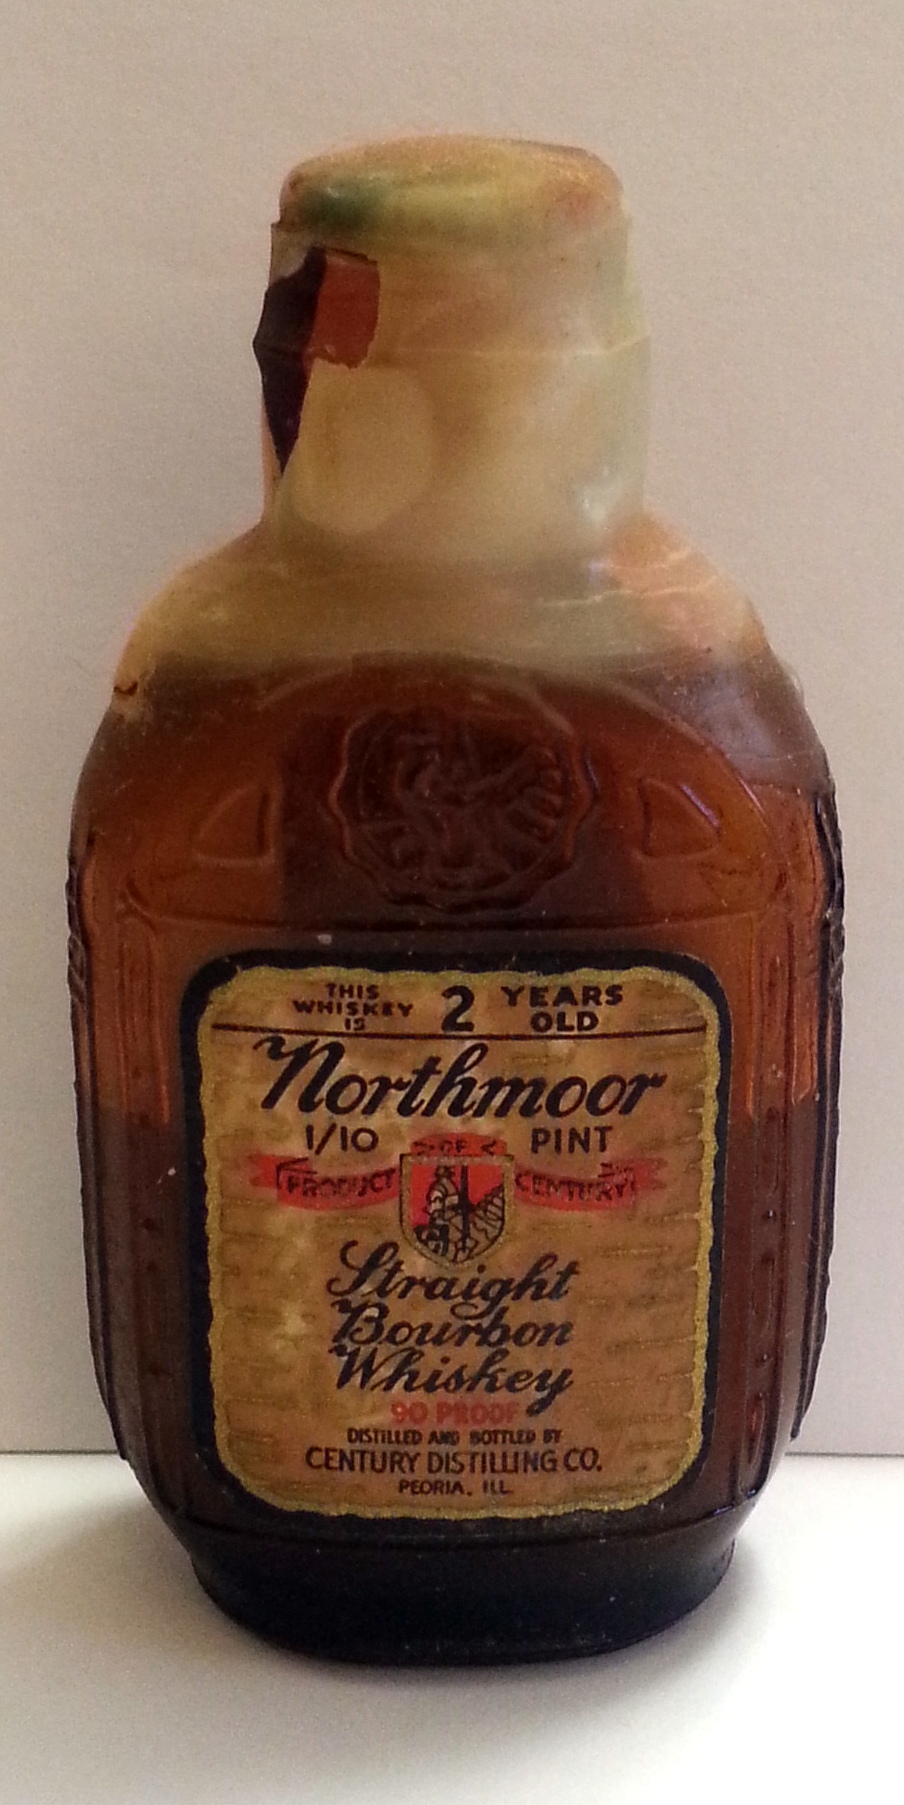 THIS WHISKEY IS 2 YEARS OLD
Northmoor
1/10 PINT
PRODUCT OF CENTURY
Straight
Bourbon
Whiskey
90 PROOF
DISTILLED AND BOTTLED BY
CENTURY DISTILLING CO.
PEORIA, ILL.